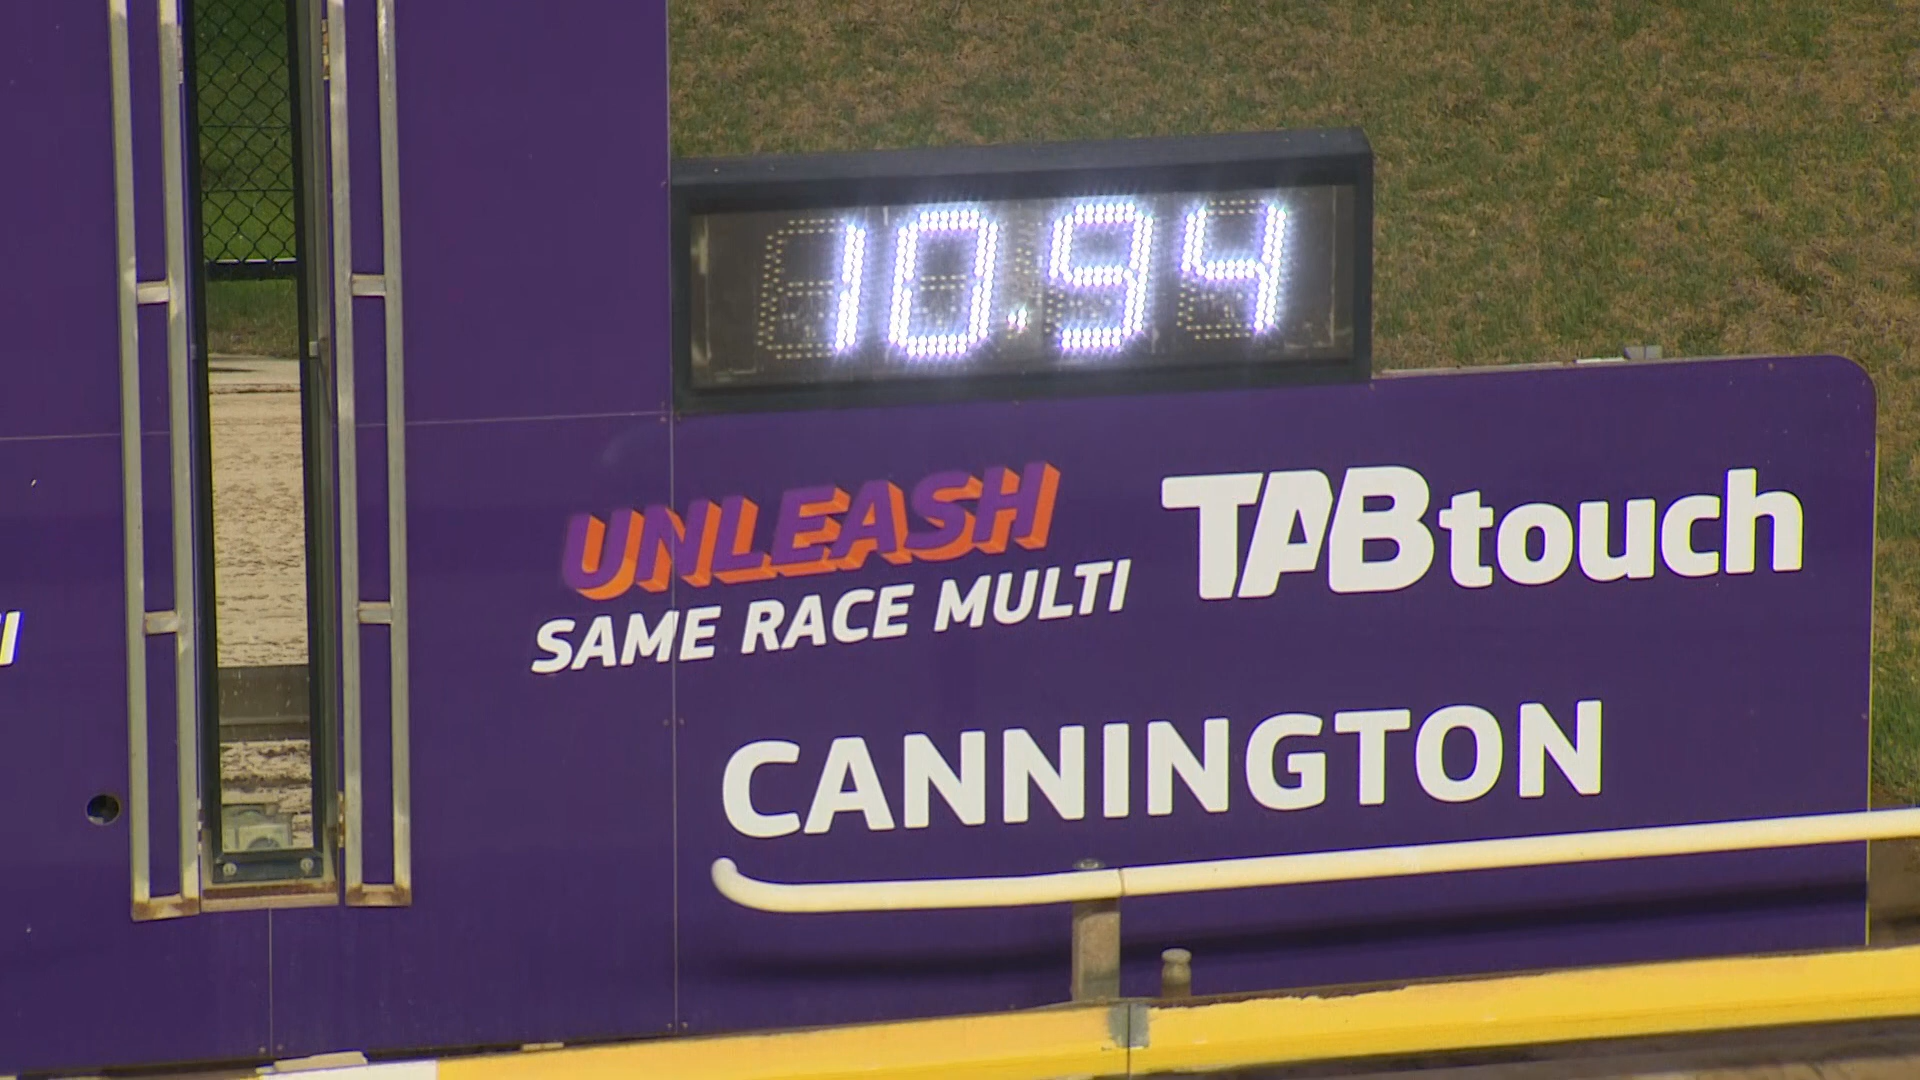 10.94
UNLEASH
SAME RACE MULTI
TABtouch
CANNINGTON